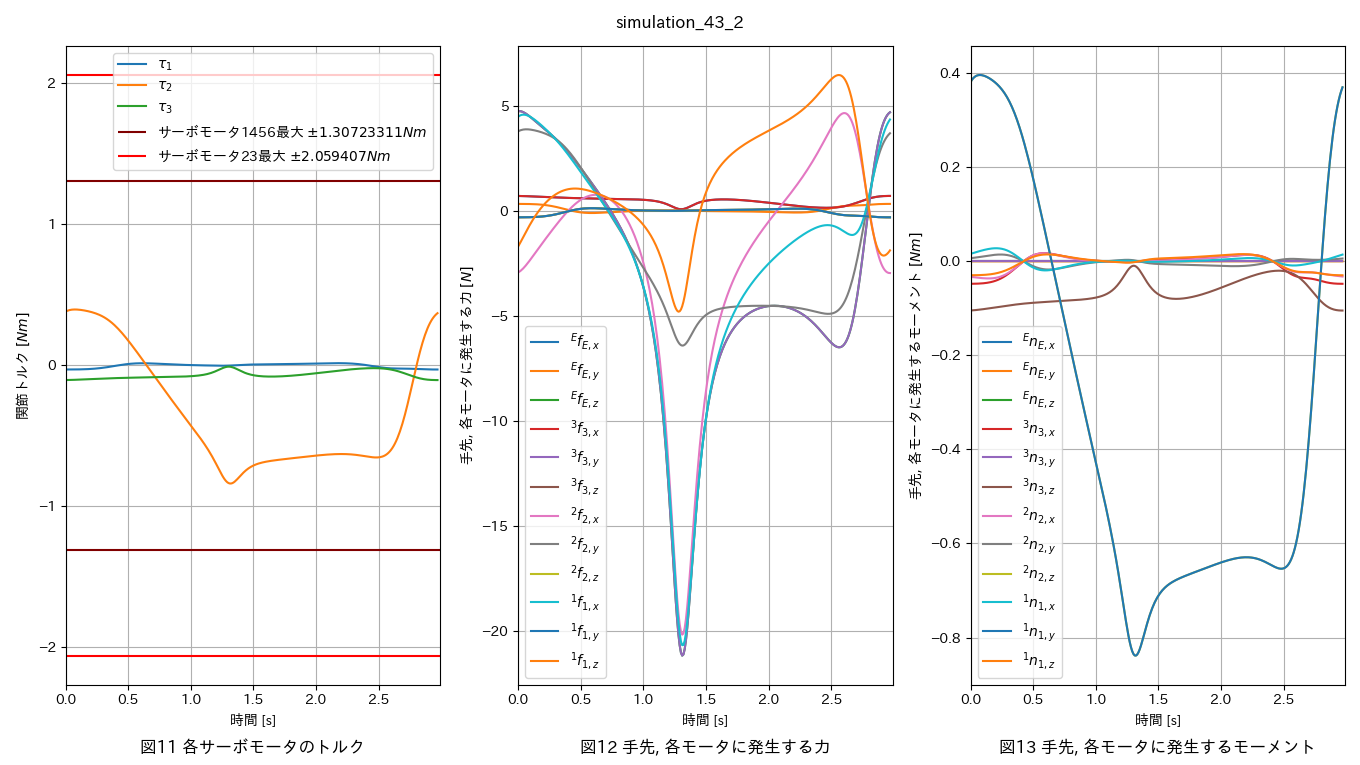 simulation_43_2
関節トルク [Nm]
2
1
0
−1
−2
τ1
τ2
τ3
サーボモータ1456最大 ±1.30723311Nm
サーボモータ23最大 ±2.059407Nm
0.0 0.5 1.0 1.5 2.0 2.5
時間 [s]
図11 各サーボモータのトルク
手先, 各モータに発生する力 [N]
5
0
−5
−10
−15
−20
EfE, x
EfE, y
EfE, z
3f3, x
3f3, y
3f3, z
2f2, x
2f2, y
2f2, z
1f1, x
1f1, y
1f1, z
0.0 0.5 1.0 1.5 2.0 2.5
時間 [s]
図12 手先, 各モータに発生する力
手先, 各モータに発生するモーメント [Nm]
0.4
0.2
0.0
−0.2
−0.4
−0.6
−0.8
EnE, x
EnE, y
EnE, z
3n3, x
3n3, y
3n3, z
2n2, x
2n2, y
2n2, z
1n1, x
1n1, y
1n1, z
0.0 0.5 1.0 1.5 2.0 2.5
時間 [s]
図13 手先, 各モータに発生するモーメント